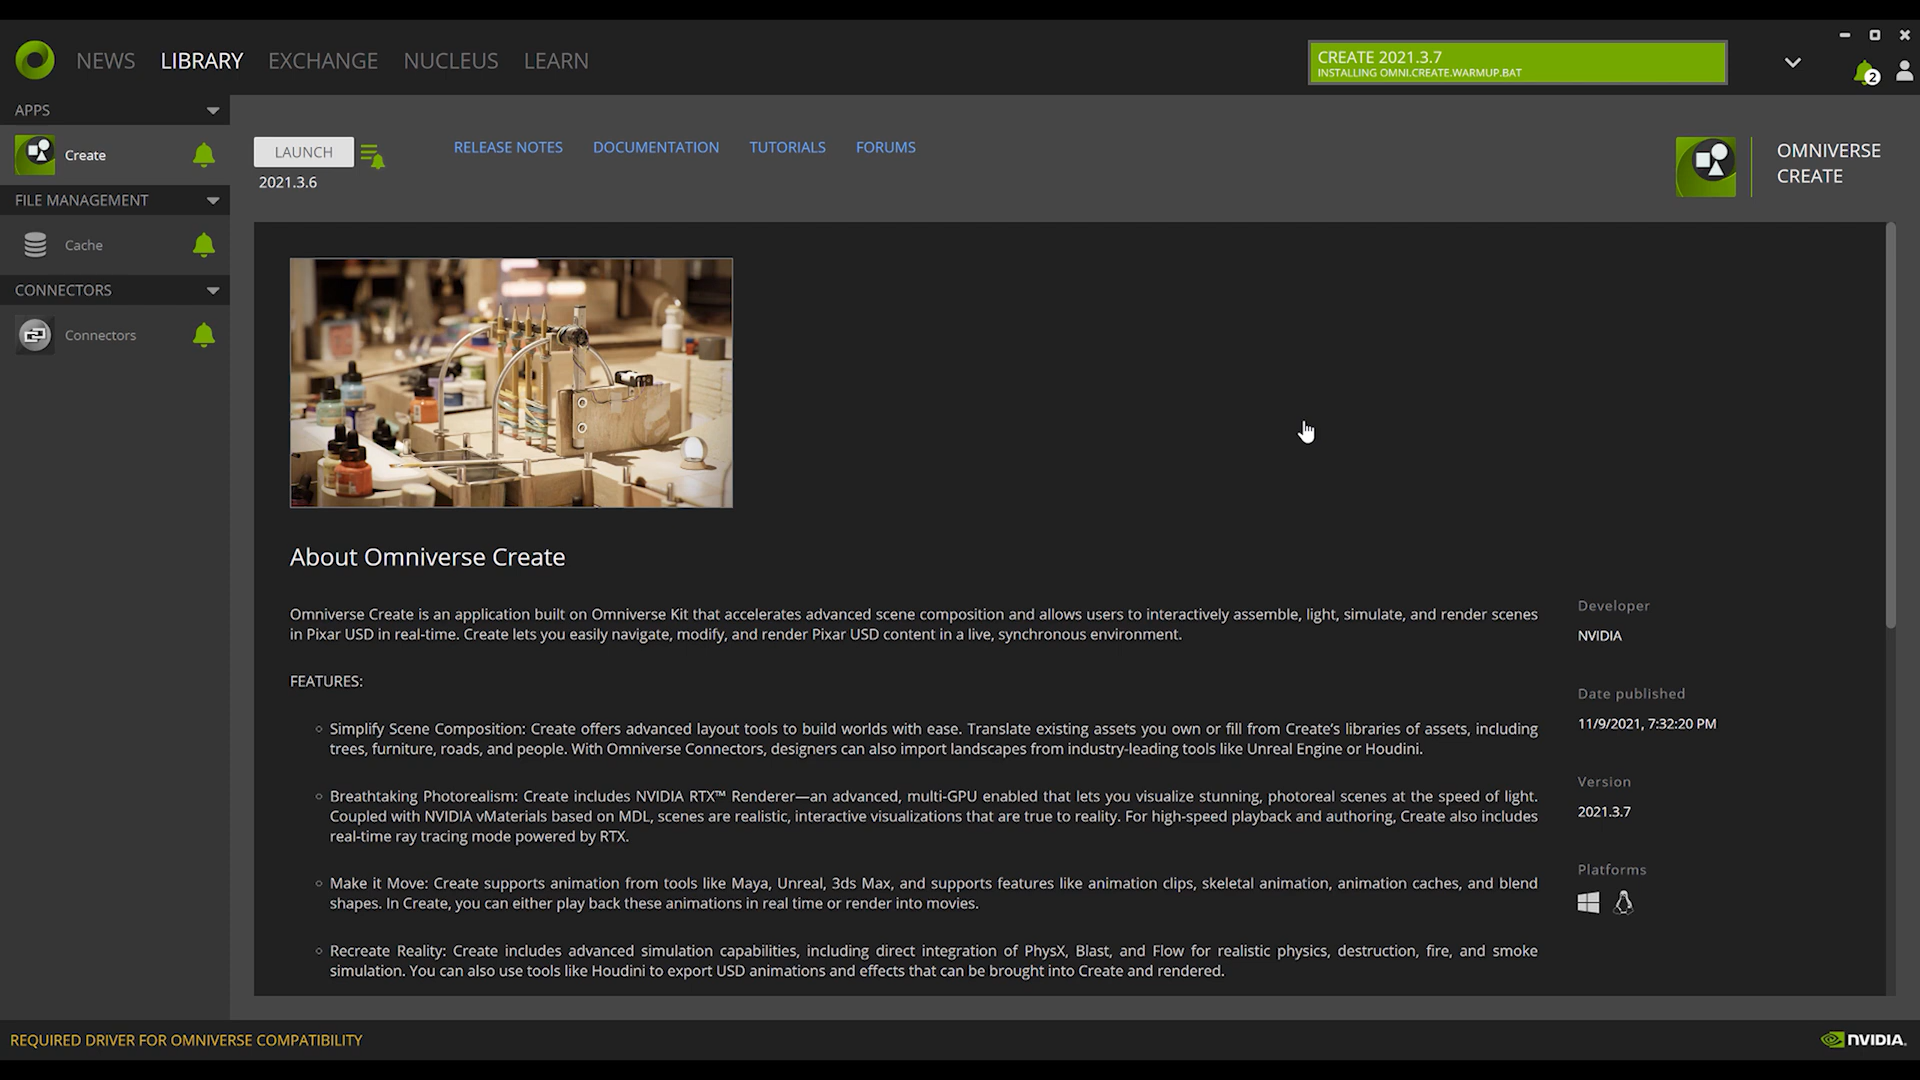 NEWS LIBRARY EXCHANGE NUCLEUS LEARN
CREATE 2021.3.7
INSTALLING OMNI.CREATE.WARMUP.BAT
2
APPS
Create
FILE MANAGEMENT
Cache
CONNECTORS
Connectors
LAUNCH
2021.3.6
RELEASE NOTES DOCUMENTATION TUTORIALS FORUMS
OMNIVERSE
CREATE
About Omniverse Create
Omniverse Create is an application built on Omniverse Kit that accelerates advanced scene composition and allows users to interactively assemble, light, simulate, and render scenes
in Pixar USD in real-time. Create lets you easily navigate, modify, and render Pixar USD content in a live, synchronous environment.
FEATURES:
Simplify Scene Composition: Create offers advanced layout tools to build worlds with ease. Translate existing assets you own or fill from Create's libraries of assets, including
trees, furniture, roads, and people. With Omniverse Connectors, designers can also import landscapes from industry-leading tools like Unreal Engine or Houdini.
Breathtaking Photorealism: Create includes NVIDIA RTX™ Renderer—an advanced, multi-GPU enabled that lets you visualize stunning, photoreal scenes at the speed of light.
Coupled with NVIDIA vMaterials based on MDL, scenes are realistic, interactive visualizations that are true to reality. For high-speed playback and authoring, Create also includes
real-time ray tracing mode powered by RTX.
Make it Move: Create supports animation from tools like Maya, Unreal, 3ds Max, and supports features like animation clips, skeletal animation, animation caches, and blend
shapes. In Create, you can either play back these animations in real time or render into movies.
Recreate Reality: Create includes advanced simulation capabilities, including direct integration of PhysX, Blast, and Flow for realistic physics, destruction, fire, and smoke
simulation. You can also use tools like Houdini to export USD animations and effects that can be brought into Create and rendered.
Developer
NVIDIA
Date published
11/9/2021, 7:32:20 PM
Version
2021.3.7
Platforms
REQUIRED DRIVER FOR OMNIVERSE COMPATIBILITY
NVIDIA.